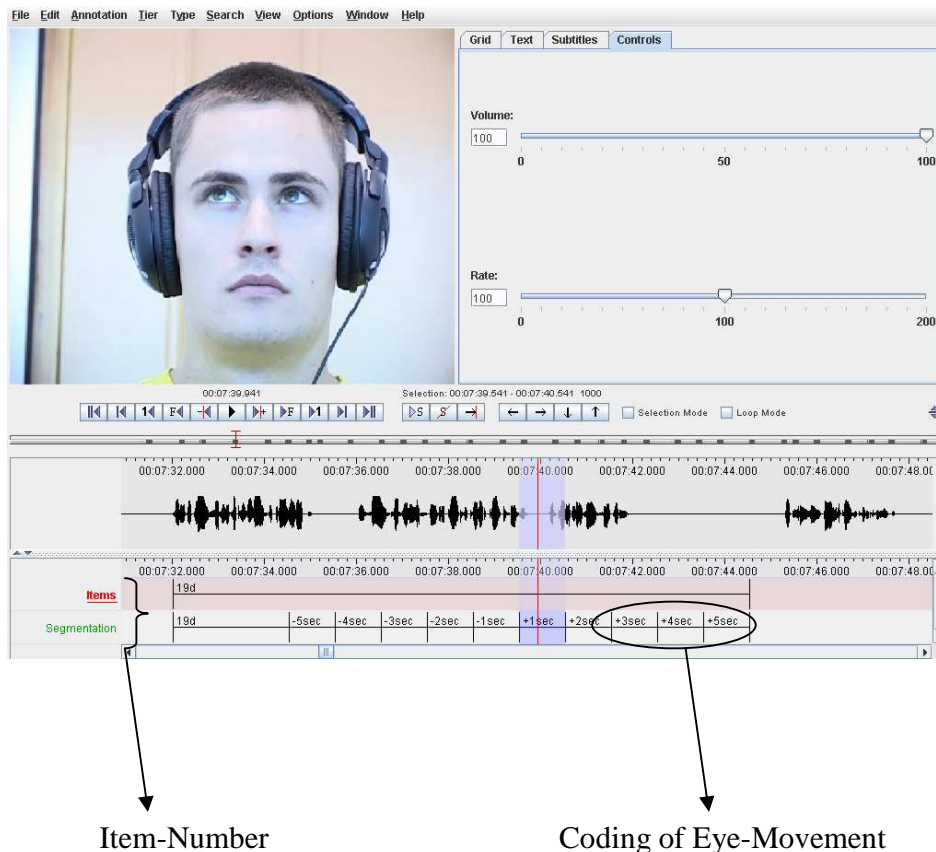 File Edit Annotation Tier Type Search View Options Window Help
Grid Text Subtitles Controls
Volume:
100
0 50 100
Rate:
100
0 100 200
00:07:39.941 Selection: 00:07:39.541 - 00:07:40.541 1000
1 F + F 1 S S Selection Mode Loop Mode
00:07:32.000 00:07:34.000 00:07:36.000 00:07:38.000 00:07:40.000 00:07:42.000 00:07:44.000 00:07:46.000 00:07:48.00
00:07:32.000 00:07:34.000 00:07:36.000 00:07:38.000 00:07:40.000 00:07:42.000 00:07:44.000 00:07:46.000 00:07:48.00
Items 19d
Segmentation 19d -5sec -4sec -3sec -2sec -1sec +1sec +2sec +3sec +4sec +5sec
Item-Number Coding of Eye-Movement